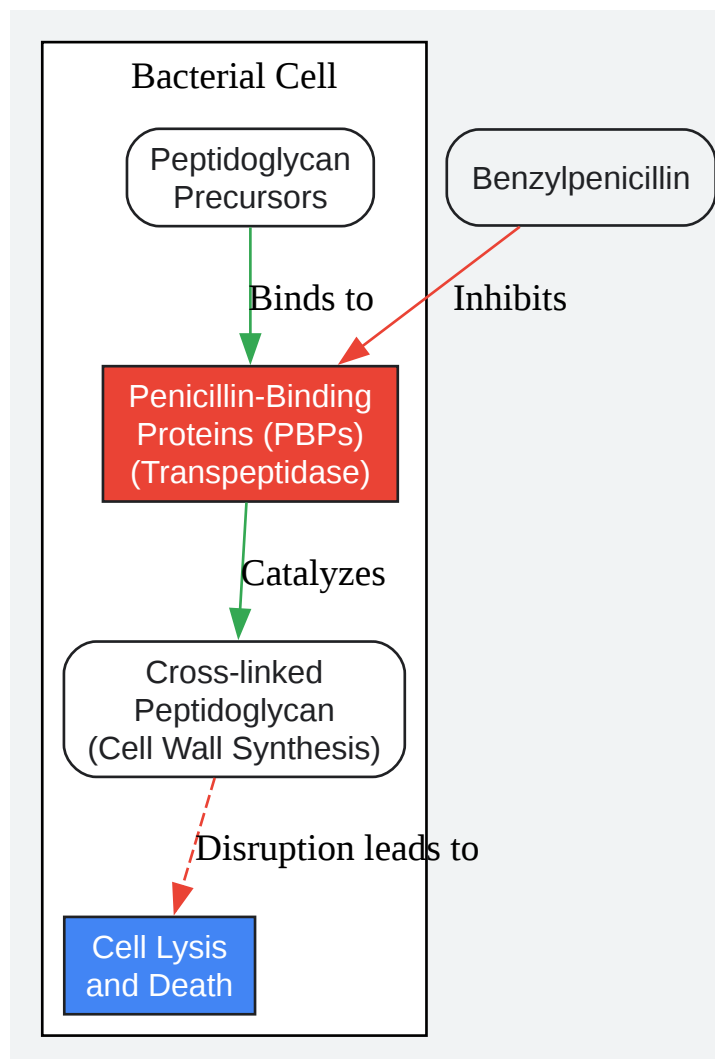 Bacterial Cell
Peptidoglycan
Precursors
Benzylpenicillin
Binds to
Inhibits
Penicillin-Binding
Proteins (PBPs)
(Transpeptidase)
Catalyzes
Cross-linked
Peptidoglycan
(Cell Wall Synthesis)
Disruption leads to
Cell Lysis
and Death